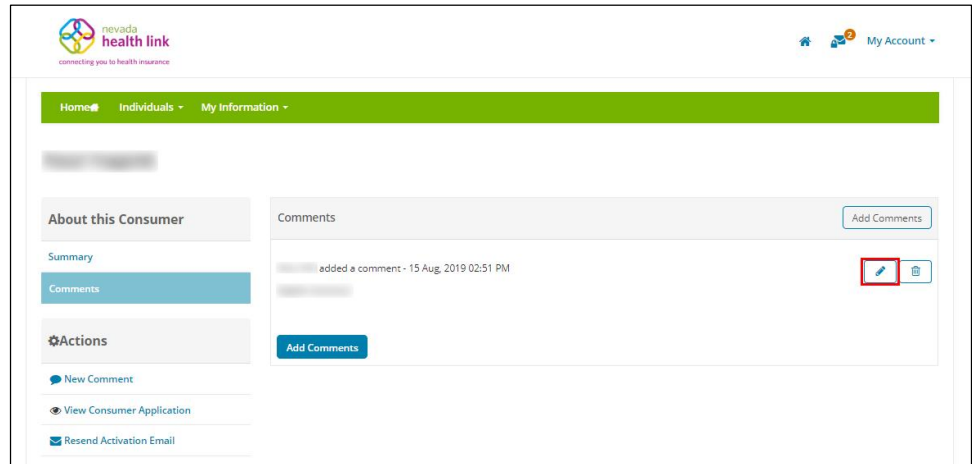 nevada
health link
connecting you to health insurance
2
My Account
Home
Individuals
My Information
About this Consumer
Summary
Comments
Actions
New Comment
View Consumer Application
Resend Activation Email
Comments
Add Comments
added a comment - 15 Aug, 2019 02:51 PM
Add Comments